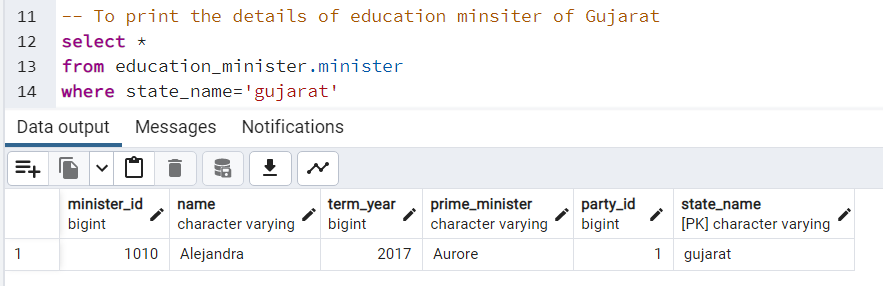 11 -- To print the details of education minsiter of Gujarat
12 select *
13 from education_minister.minister
14 where state_name='gujarat'
Data output Messages Notifications
minister_id name term_year prime_minister party_id state_name
bigint character varying bigint character varying bigint [PK] character varying
1 1010 Alejandra 2017 Aurore 1 gujarat